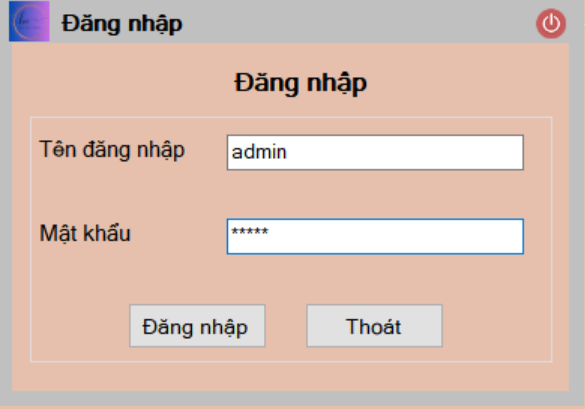 Đăng nhập
Đăng nhập
Tên đăng nhập
admin
Mật khẩu
*****
Đăng nhập
Thoát